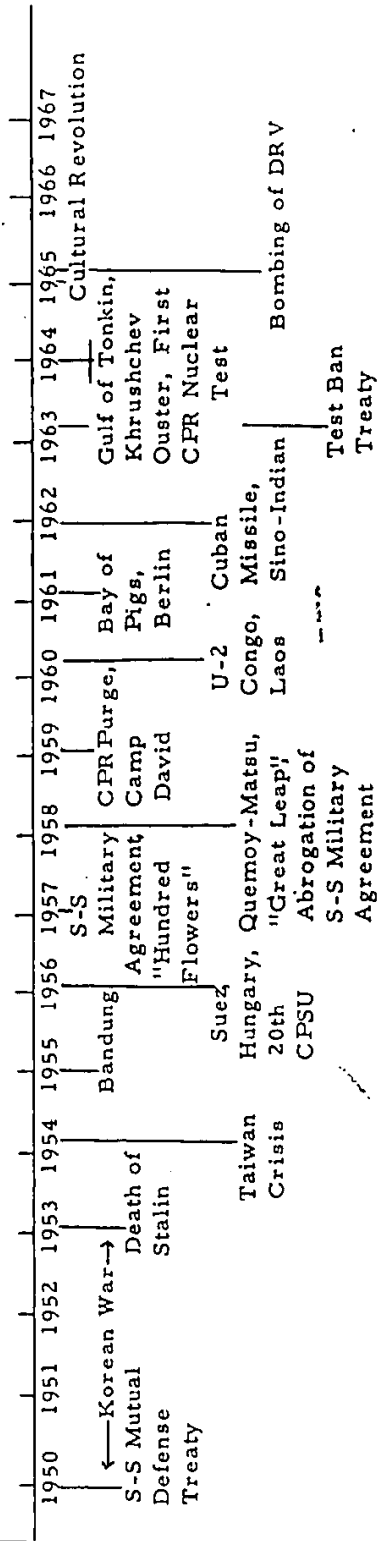 1950 1951 1952 1953 1954 1955 1956 1957 1958 1959 1960 1961 1962 1963 1964 1965 1966 1967
←Korean War→
S-S Mutual
Defense
Treaty
Death of
Stalin
Taiwan
Crisis
Bandung
Suez,
Hungary,
20th
CPSU
S-S
Military
Agreement,
"Hundred
Flowers"
Quemoy-Matsu,
"Great Leap",
Abrogation of
S-S Military
Agreement
CPR Purge,
Camp
David
U-2
Congo,
Laos
Bay of
Pigs,
Berlin
Cuban
Missile,
Sino-Indian
Test Ban
Treaty
Gulf of Tonkin,
Khrushchev
Ouster, First
CPR Nuclear
Test
Bombing of DRV
Cultural Revolution